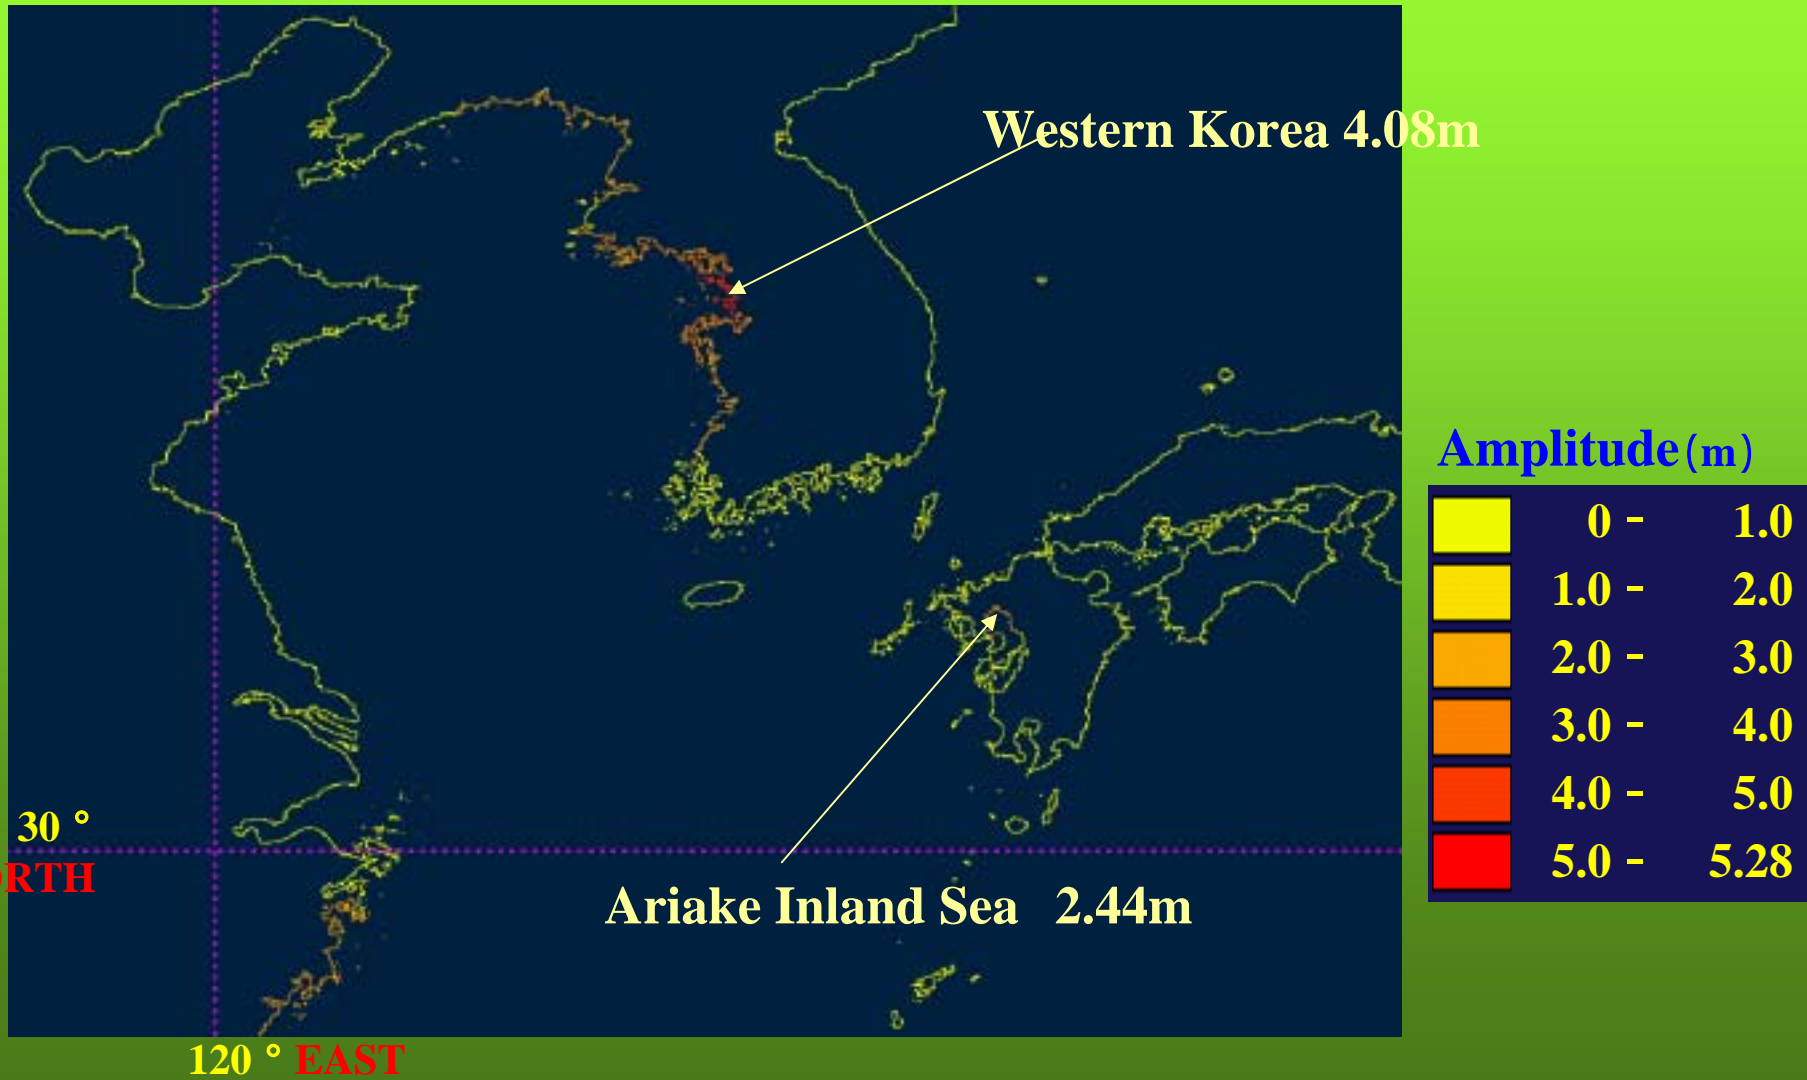 Western Korea 4.08m
Amplitude(m)
0 - 1.0
1.0 - 2.0
2.0 - 3.0
3.0 - 4.0
4.0 - 5.0
5.0 - 5.28
30 °
RTH
Ariake Inland Sea 2.44m
120 ° EAST